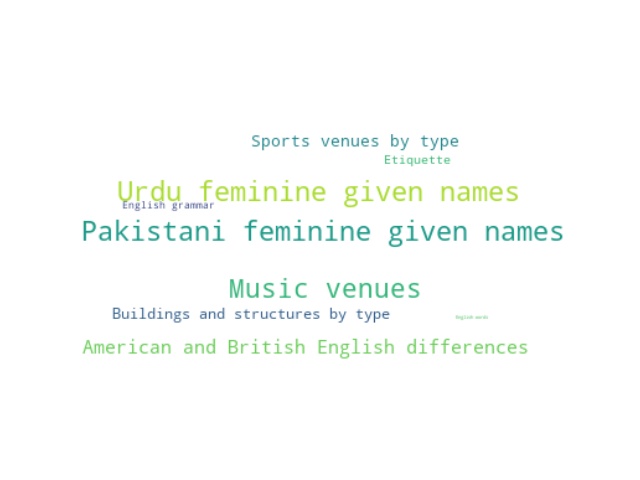 Sports venues by type
Etiquette
Urdu feminine given names
English grammar
Pakistani feminine given names
Music venues
Buildings and structures by type
English words
American and British English differences